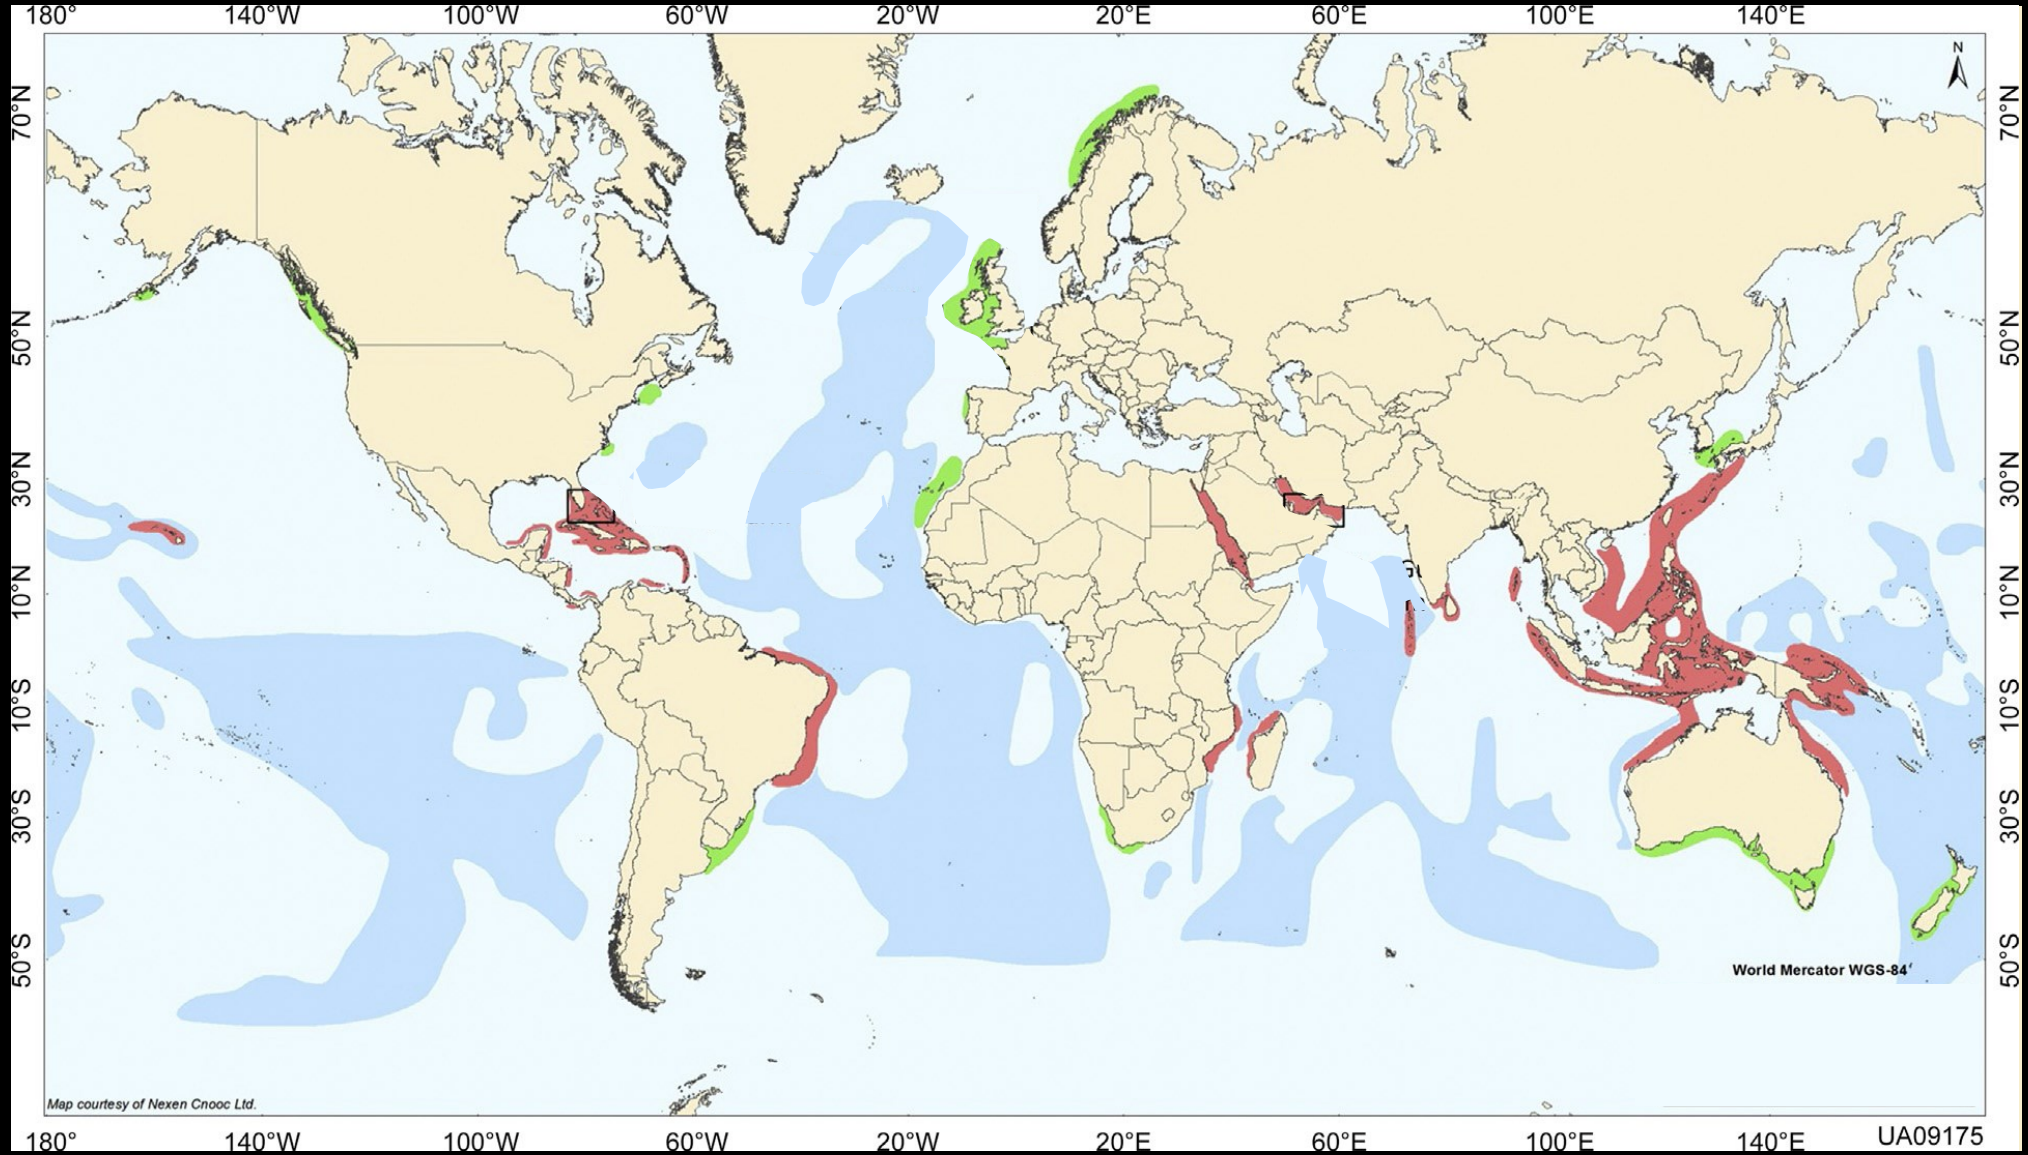 180° 140°W 100°W 60°W 20°W 20°E 60°E 100°E 140°E
N
70°N 70°N
50°N 50°N
30°N 30°N
10°N 10°N
10°S 10°S
30°S 30°S
50°S 50°S
World Mercator WGS-84
Map courtesy of Nexen Cnooc Ltd.
180° 140°W 100°W 60°W 20°W 20°E 60°E 100°E 140°E
UA09175